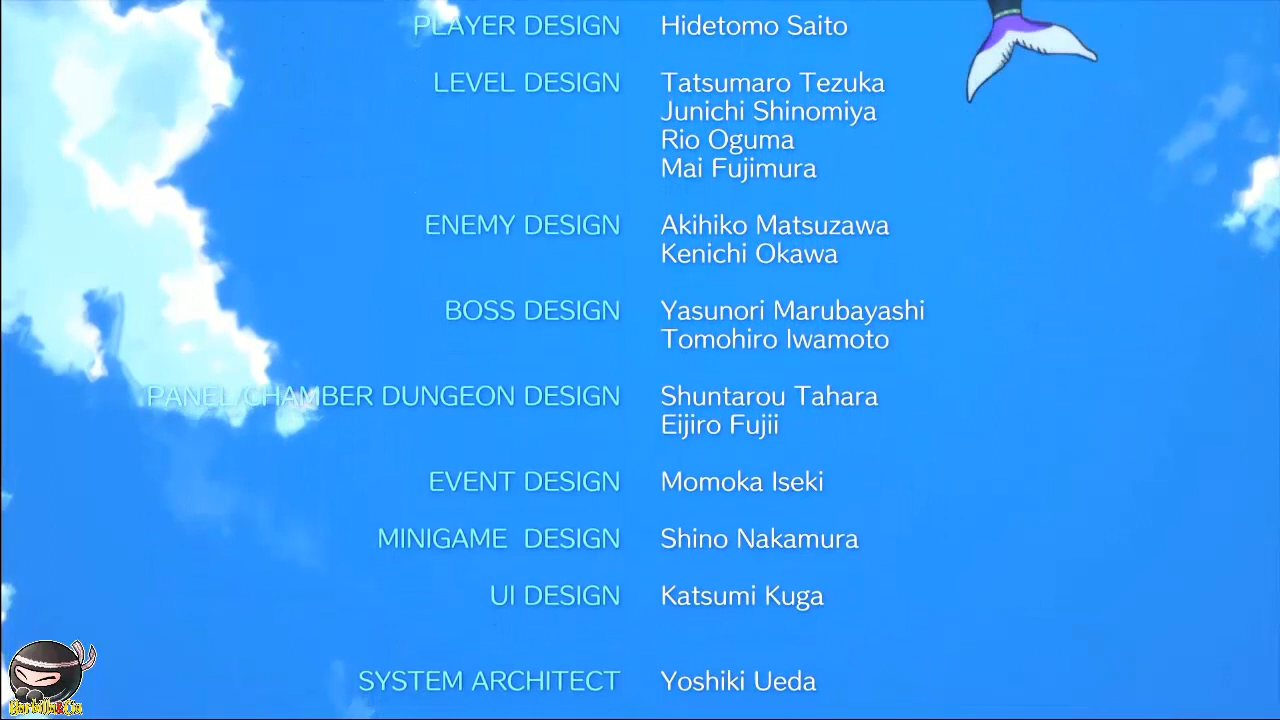 PLAYER DESIGN Hidetomo Saito
LEVEL DESIGN Tatsumaro Tezuka
Junichi Shinomiya
Rio Oguma
Mai Fujimura
ENEMY DESIGN Akihiko Matsuzawa
Kenichi Okawa
BOSS DESIGN Yasunori Marubayashi
Tomohiro Iwamoto
PANEL/CHAMBER DUNGEON DESIGN Shuntarou Tahara
Eijiro Fujii
EVENT DESIGN Momoka Iseki
MINIGAME DESIGN Shino Nakamura
UI DESIGN Katsumi Kuga
SYSTEM ARCHITECT Yoshiki Ueda